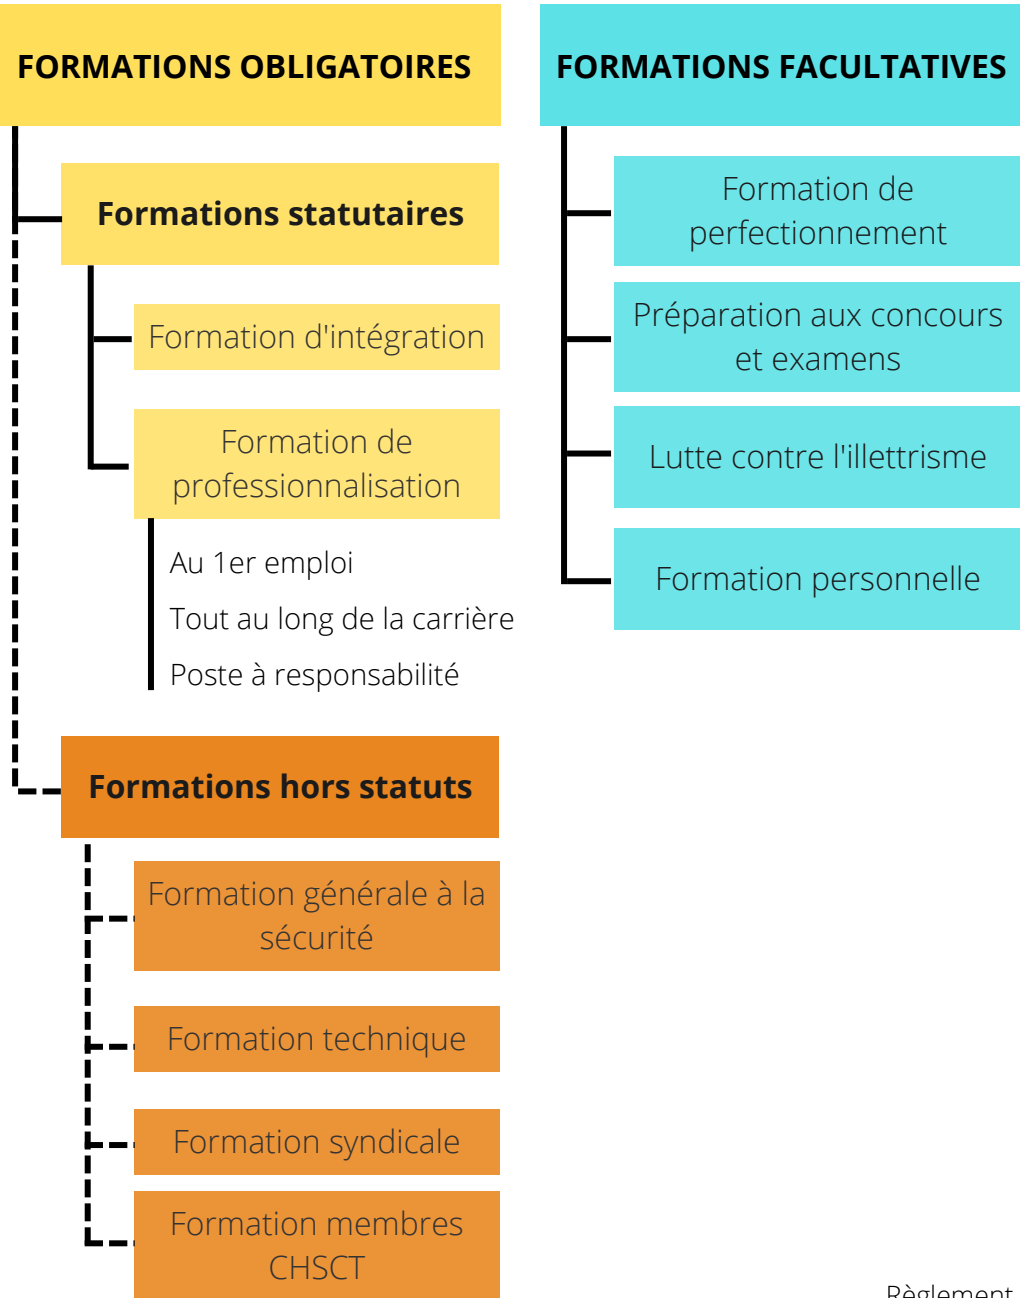 FORMATIONS OBLIGATOIRES
Formations statutaires
Formation d'intégration
Formation de
professionnalisation
Au 1er emploi
Tout au long de la carrière
Poste à responsabilité
Formations hors statuts
Formation générale à la
sécurité
Formation technique
Formation syndicale
Formation membres
CHSCT
FORMATIONS FACULTATIVES
Formation de
perfectionnement
Préparation aux concours
et examens
Lutte contre l'illettrisme
Formation personnelle
Règlement